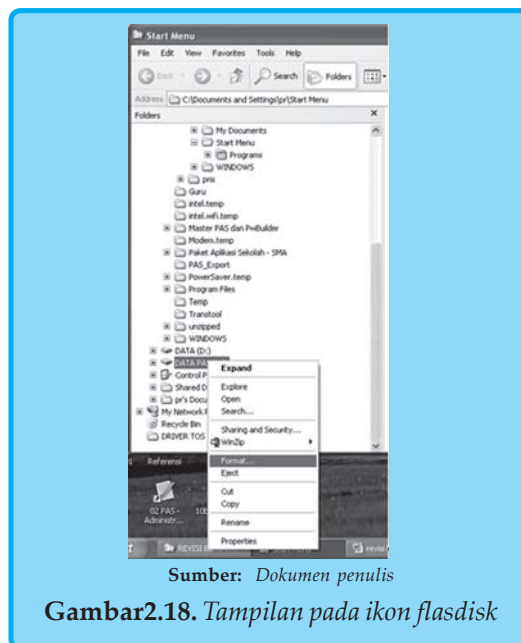 Start Menu
File Edit View Favorites Tools Help
Back Search Folders
Address C:\Documents and Settings\pr\Start Menu
Folders
My Documents
Start Menu
Programs
WINDOWS
pris
Guru
intel.temp
intel.wifi.temp
Master PAS dan PwBuilder
Modem.temp
Paket Aplikasi Sekolah - SMA
PAS_Export
PowerSaver.temp
Program Files
Temp
Transtool
unzipped
WINDOWS
DATA (D:)
DATA PA
Control P
Shared D
pr's Docu
My Network P
Recycle Bin
DRIVER TOS
Expand
Explore
Open
Search...
Sharing and Security...
WinZip
Format...
Eject
Cut
Copy
Rename
Properties
Referensi
02 PAS -
Administr...
REVISI
Sumber: Dokumen penulis
Gambar2.18. Tampilan pada ikon flasdisk